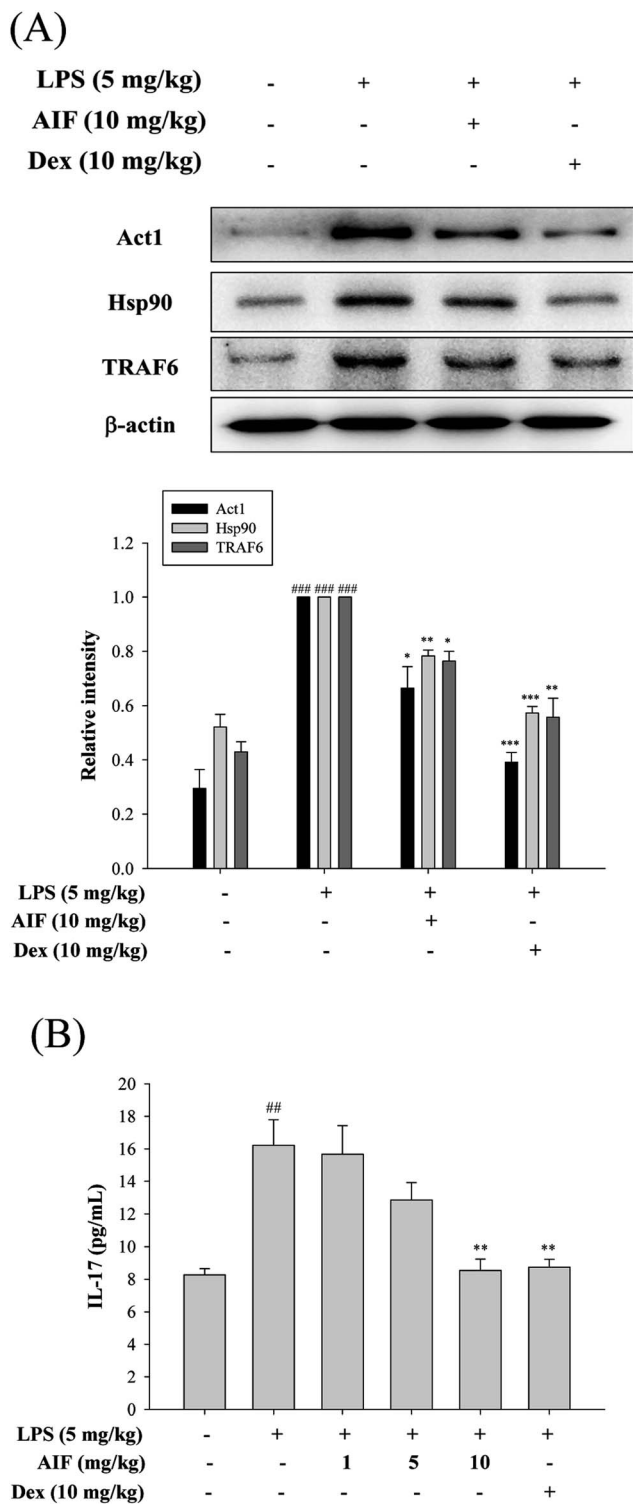 (A)
LPS (5 mg/kg) - + + +
AIF (10 mg/kg) - - + -
Dex (10 mg/kg) - - - +
Act1
Hsp90
TRAF6
β-actin
Act1
Hsp90
TRAF6
1.2
1.0
0.8
0.6
0.4
0.2
0.0
Relative intensity
### ### ###
* ** *
*** *** **
LPS (5 mg/kg) - + + +
AIF (10 mg/kg) - - + -
Dex (10 mg/kg) - - - +
(B)
20
18
16
14
12
10
8
6
4
2
0
IL-17 (pg/mL)
##
** **
LPS (5 mg/kg) - + + + + +
AIF (mg/kg) - - 1 5 10 -
Dex (10 mg/kg) - - - - - +